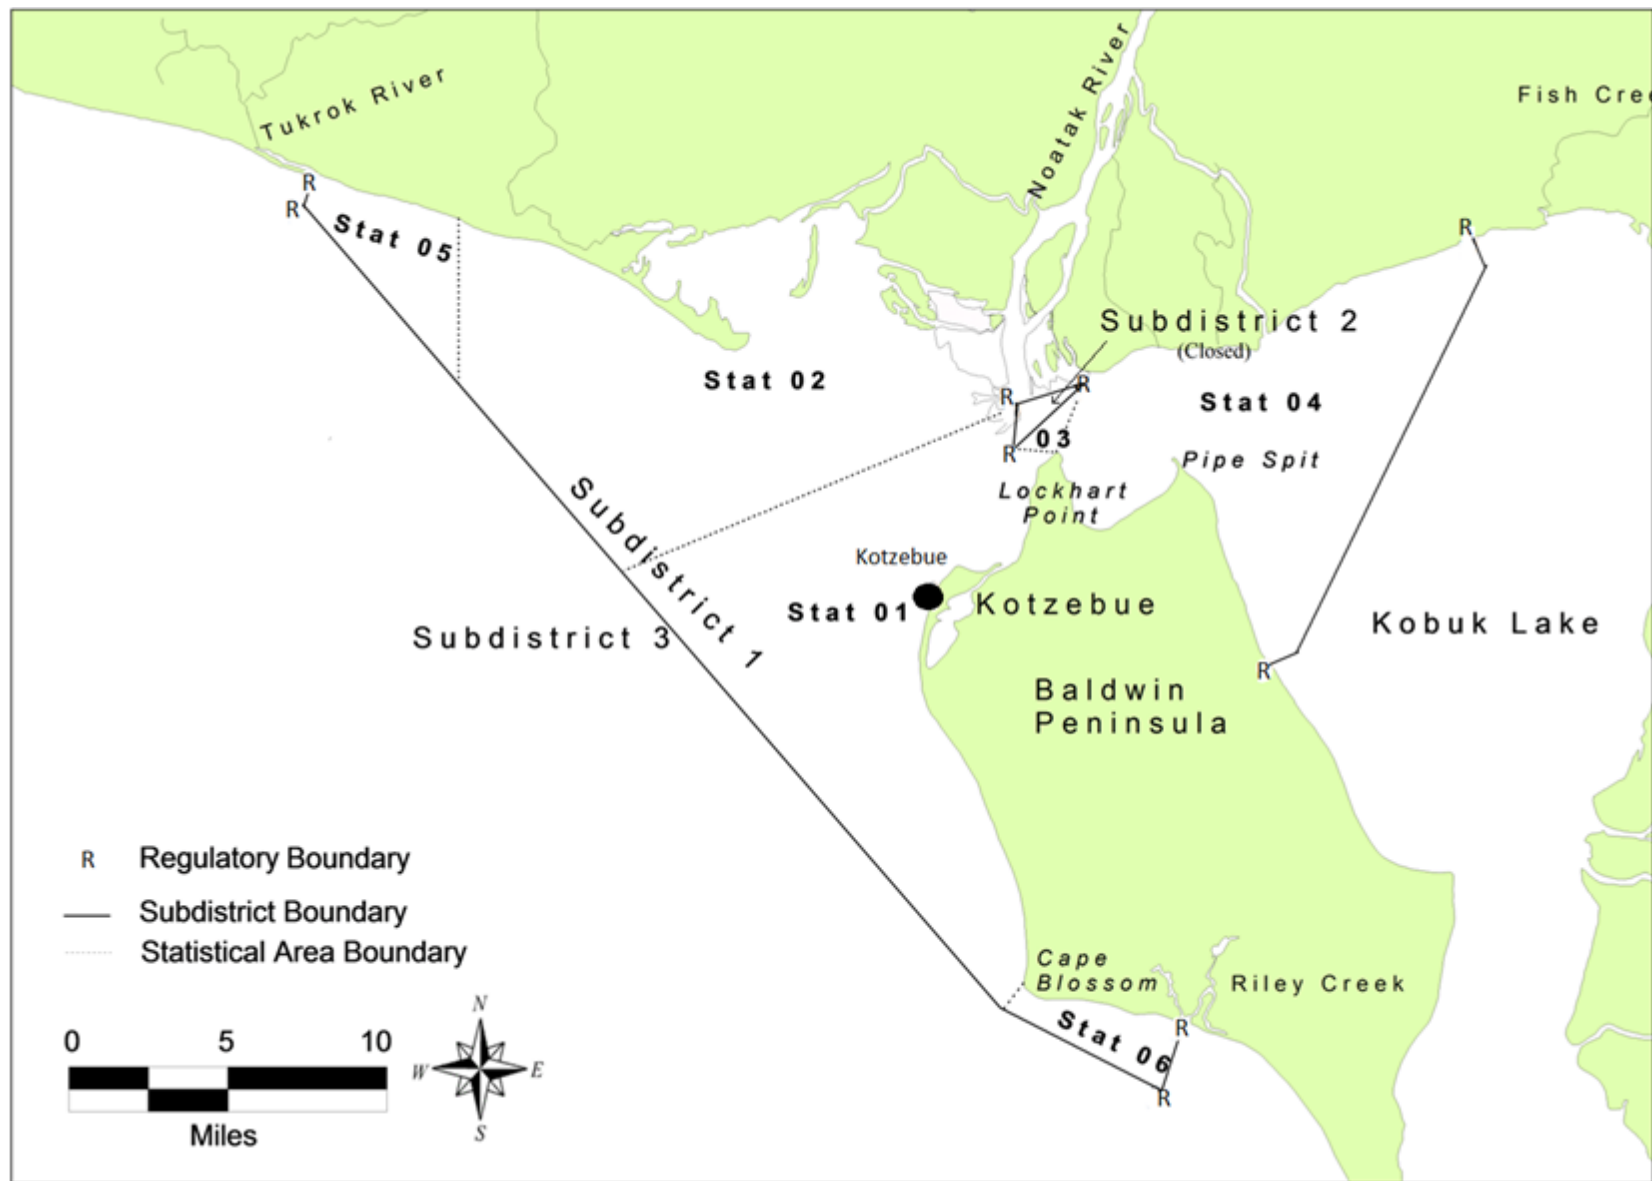 Tukrok River
Noatak River
Fish Cree
R
R
R
Stat 05
Subdistrict 2
(Closed)
Stat 02
R
R
Stat 04
03
R
Pipe Spit
Lockhart
Point
Subdistrict 1
Kotzebue
Stat 01
Kotzebue
Subdistrict 3
Kobuk Lake
R
Baldwin
Peninsula
R Regulatory Boundary
Subdistrict Boundary
Statistical Area Boundary
Cape
Blossom
Riley Creek
R
Stat 06
R
0 5 10
Miles
N
W E
S